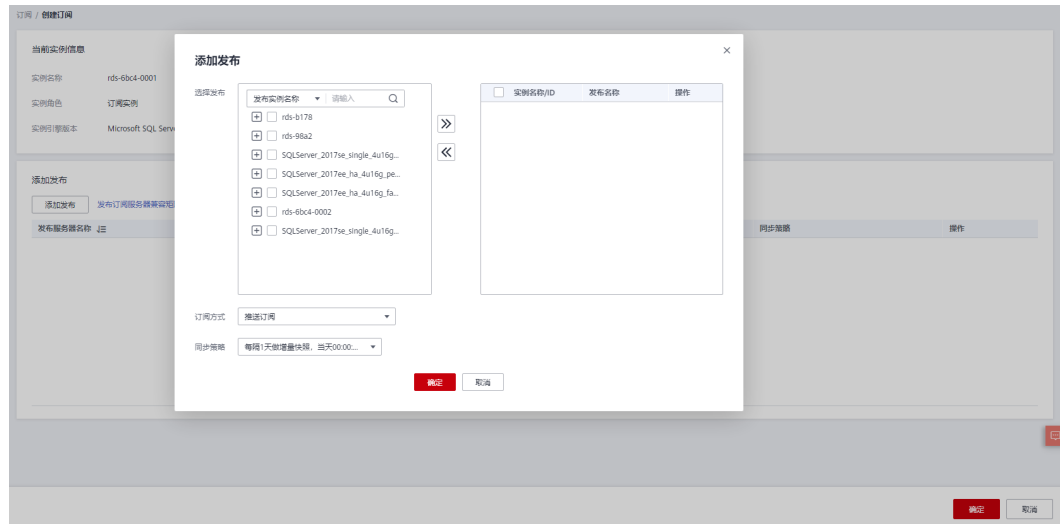 订阅 / 创建订阅
当前实例信息
实例名称 rds-6bc4-0001
实例角色 订阅实例
实例引擎版本 Microsoft SQL Serv
添加发布
添加发布 发布订阅服务器兼容矩
发布服务器名称 同步策略 操作
添加发布
选择发布
发布实例名称 请输入
rds-b178
rds-98a2
SQLServer_2017se_single_4u16g...
SQLServer_2017ee_ha_4u16g_pe...
SQLServer_2017ee_ha_4u16g_fa...
rds-6bc4-0002
SQLServer_2017se_single_4u16g...
实例名称/ID 发布名称 操作
订阅方式 推送订阅
同步策略 每隔1天做增量快照，当天00:00:...
确定 取消
确定 取消